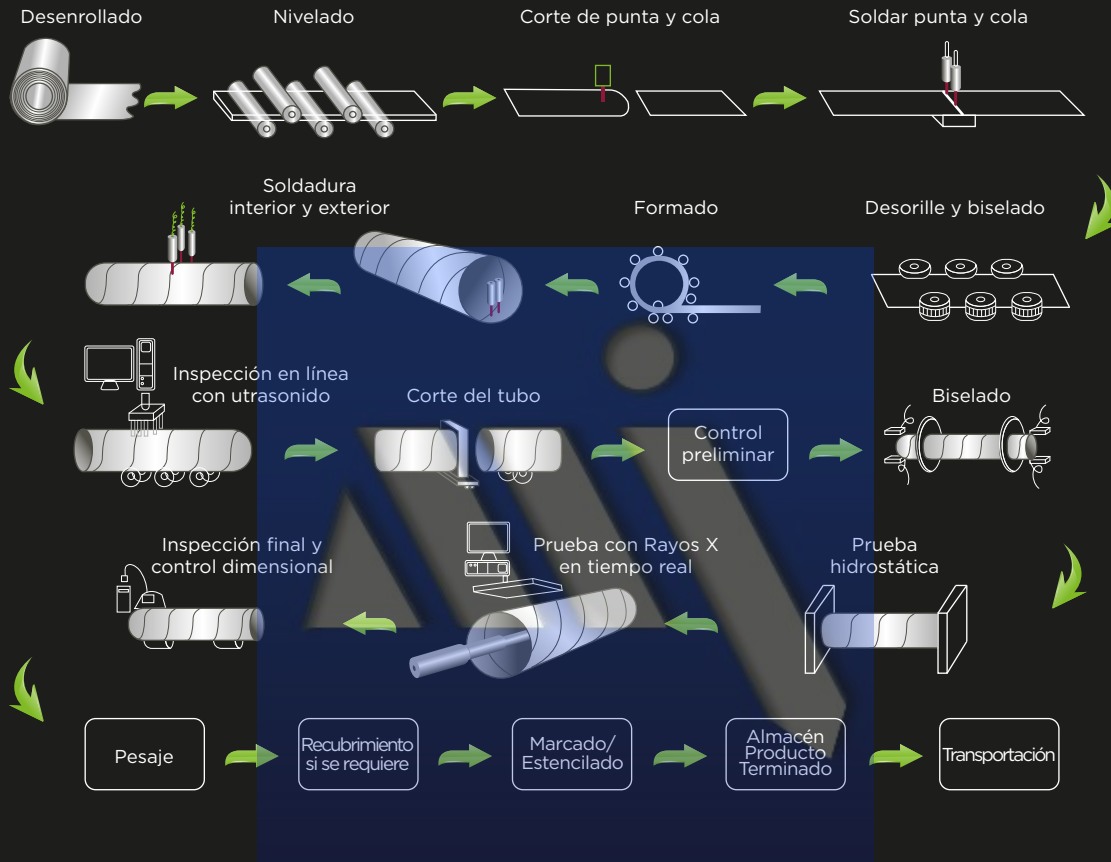 Desenrollado
Nivelado
Corte de punta y cola
Soldar punta y cola
Soldadura
interior y exterior
Formado
Desorille y biselado
Inspección en línea
con utrasonido
Corte del tubo
Control
preliminar
Biselado
Inspección final y
control dimensional
Prueba con Rayos X
en tiempo real
Prueba
hidrostática
Pesaje
Recubrimiento
si se requiere
Marcado/
Estencilado
Almacén
Producto
Terminado
Transportación